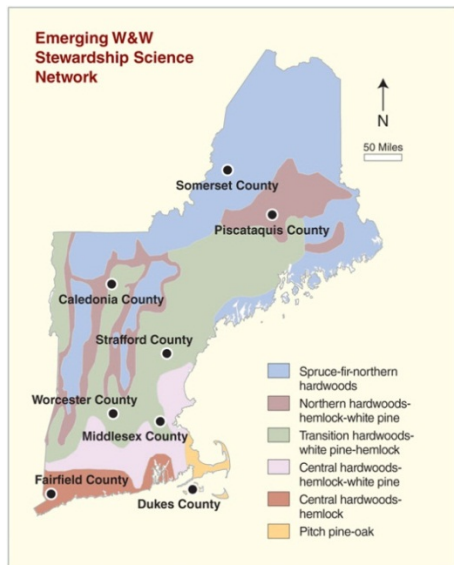 Emerging W&W
Stewardship Science
Network
N
50 Miles
Somerset County
Piscataquis County
Caledonia County
Strafford County
Worcester County
Middlesex County
Fairfield County
Dukes County
Spruce-fir-northern
hardwoods
Northern hardwoods-
hemlock-white pine
Transition hardwoods-
white pine-hemlock
Central hardwoods-
hemlock-white pine
Central hardwoods-
hemlock
Pitch pine-oak